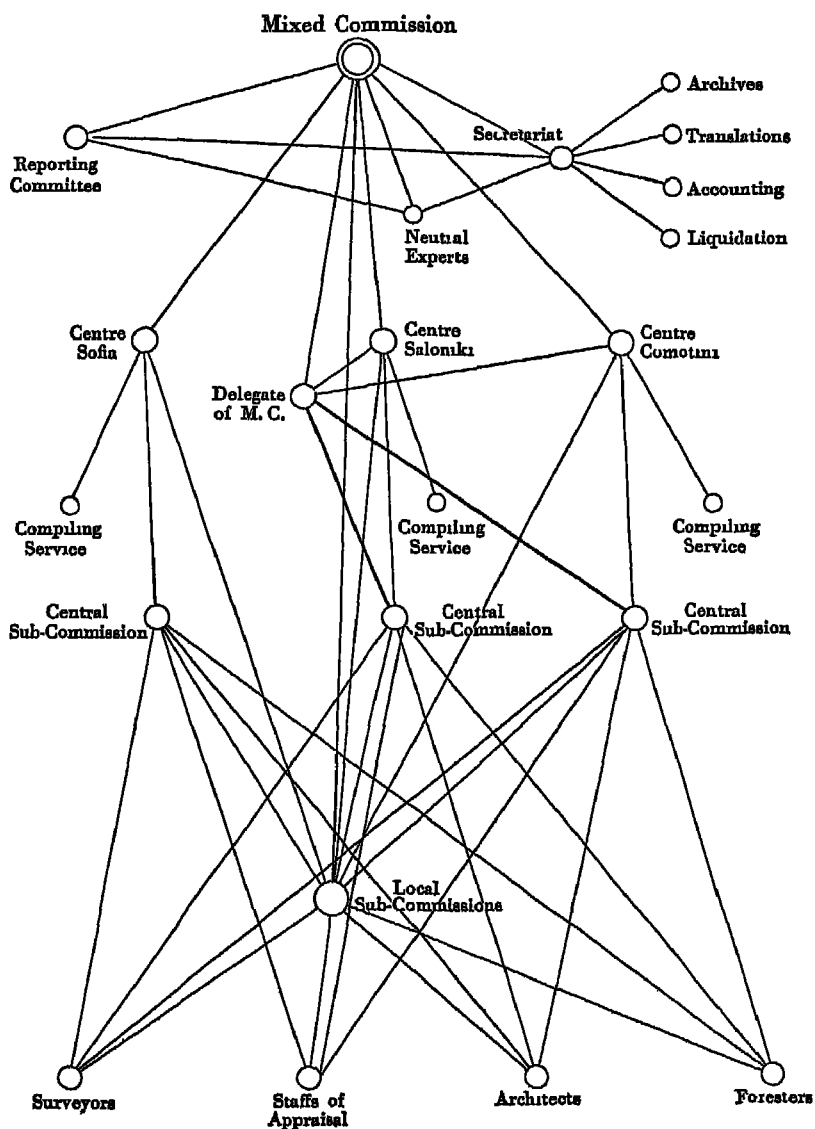 Mixed Commission
Archives
Secretariat
Translations
Reporting
Committee
Accounting
Neutral
Experts
Liquidation
Centre
Sofia
Centre
Saloniki
Centre
Comotini
Delegate
of M. C.
Compiling
Service
Compiling
Service
Compiling
Service
Central
Sub-Commission
Central
Sub-Commission
Central
Sub-Commission
Local
Sub-Commissions
Surveyors
Staffs of
Appraisal
Architects
Foresters